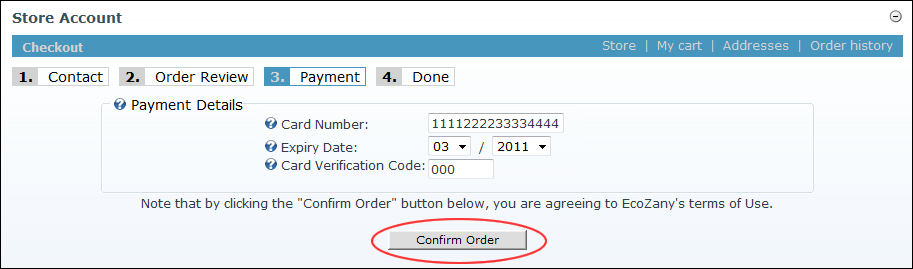 Store Account
Checkout Store | My cart | Addresses | Order history
1. Contact 2. Order Review 3. Payment 4. Done
Payment Details
Card Number: 1111222233334444
Expiry Date: 03 / 2011
Card Verification Code: 000
Note that by clicking the "Confirm Order" button below, you are agreeing to EcoZany's terms of Use.
Confirm Order